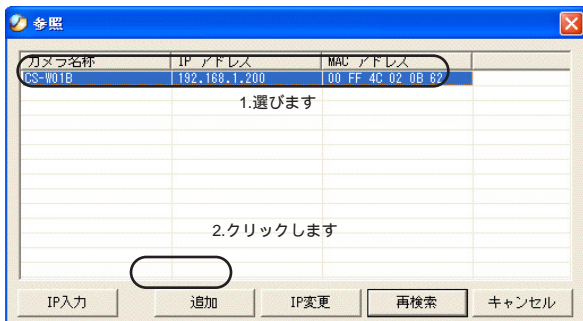 参照
カメラ名称 IP アドレス MAC アドレス
CS-W01B 192.168.1.200 00 FF 4C 02 0B 62
1.選びます
2.クリックします
IP入力 追加 IP変更 再検索 キャンセル